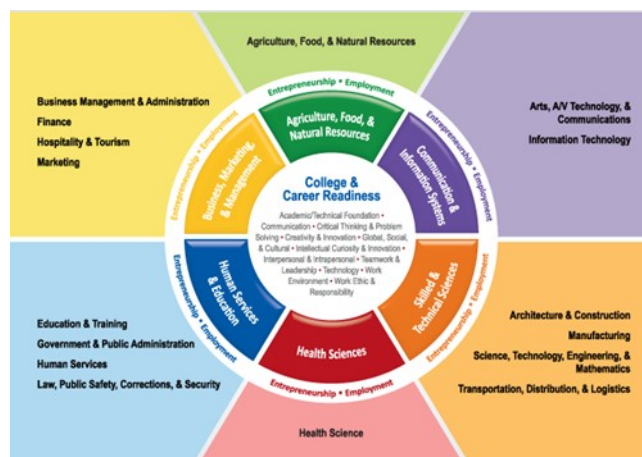 Agriculture, Food, & Natural Resources
Business Management & Administration
Finance
Hospitality & Tourism
Marketing
Arts, A/V Technology, &
Communications
Information Technology
Entrepreneurship • Employment
Agriculture, Food, &
Natural Resources
Entrepreneurship • Employment
Business, Marketing,
& Management
Entrepreneurship • Employment
Communication &
Information Systems
College &
Career Readiness
Academic/Technical Foundation •
Communication • Critical Thinking & Problem
Solving • Creativity & Innovation • Global, Social,
& Cultural • Intellectual Curiosity & Innovation •
Interpersonal & Intrapersonal • Teamwork &
Leadership • Technology • Work
Environment • Work Ethic &
Responsibility
Entrepreneurship • Employment
Human Services
& Education
Entrepreneurship • Employment
Skilled &
Technical Sciences
Health Sciences
Entrepreneurship • Employment
Education & Training
Government & Public Administration
Human Services
Law, Public Safety, Corrections, & Security
Architecture & Construction
Manufacturing
Science, Technology, Engineering, &
Mathematics
Transportation, Distribution, & Logistics
Health Science